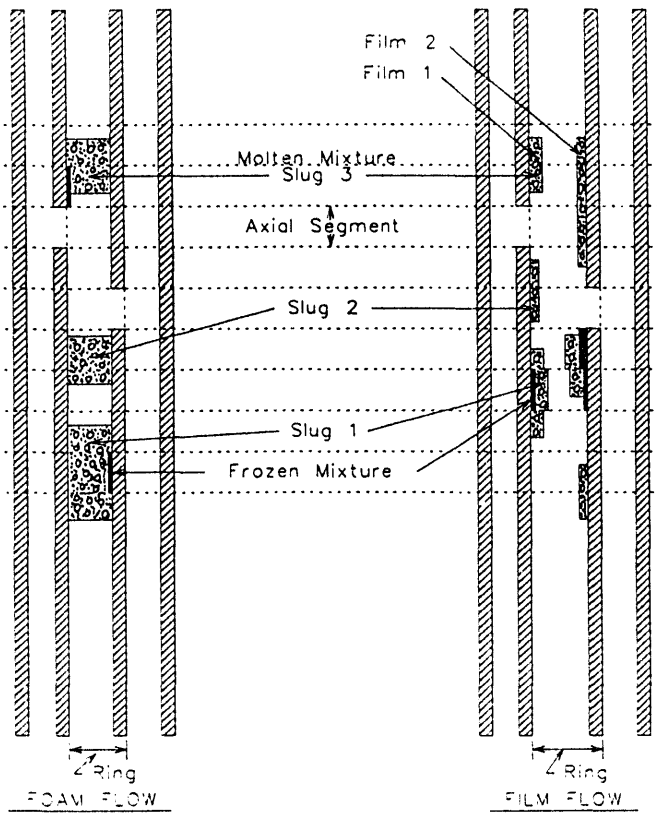 Film 2
Film 1
Molten Mixture
Slug 3
Axial Segment
Slug 2
Slug 1
Frozen Mixture
Ring
Ring
FOAM FLOW
FILM FLOW